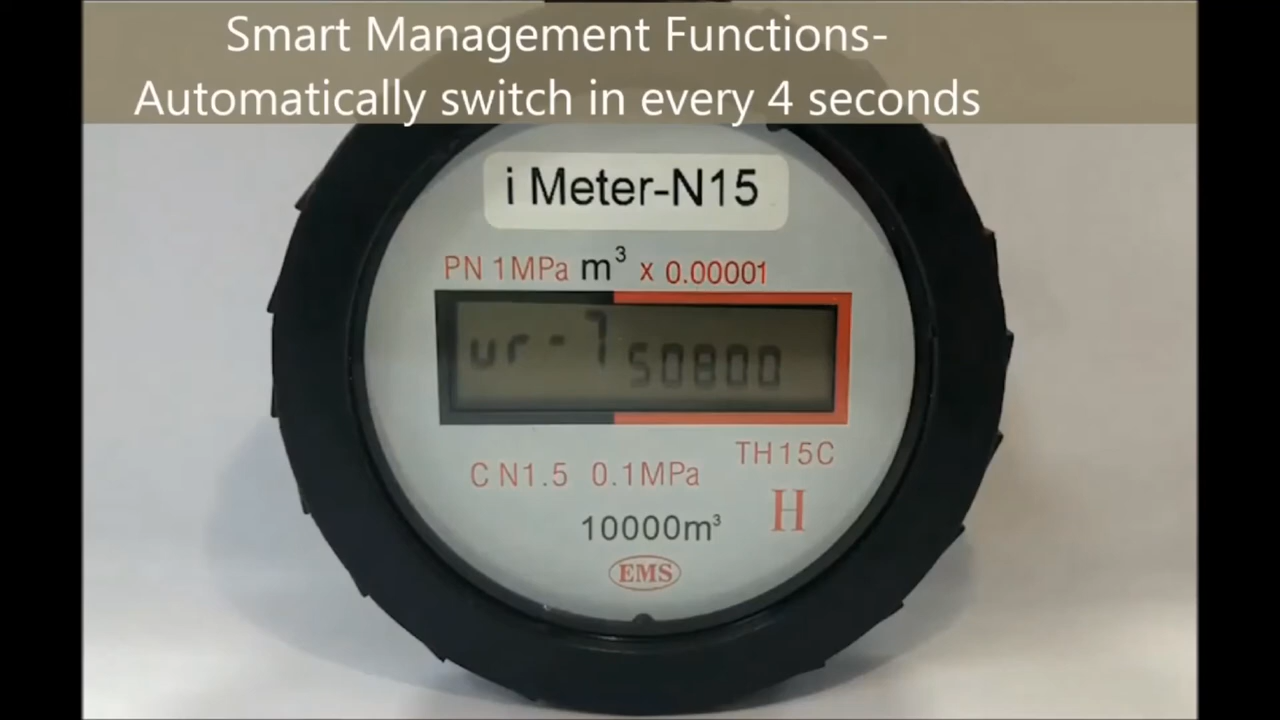 Smart Management Functions-
Automatically switch in every 4 seconds
i Meter-N15
PN 1MPa m³ x 0.00001
ur-7 50800
TH15C
C N1.5 0.1MPa
H
10000m³
EMS